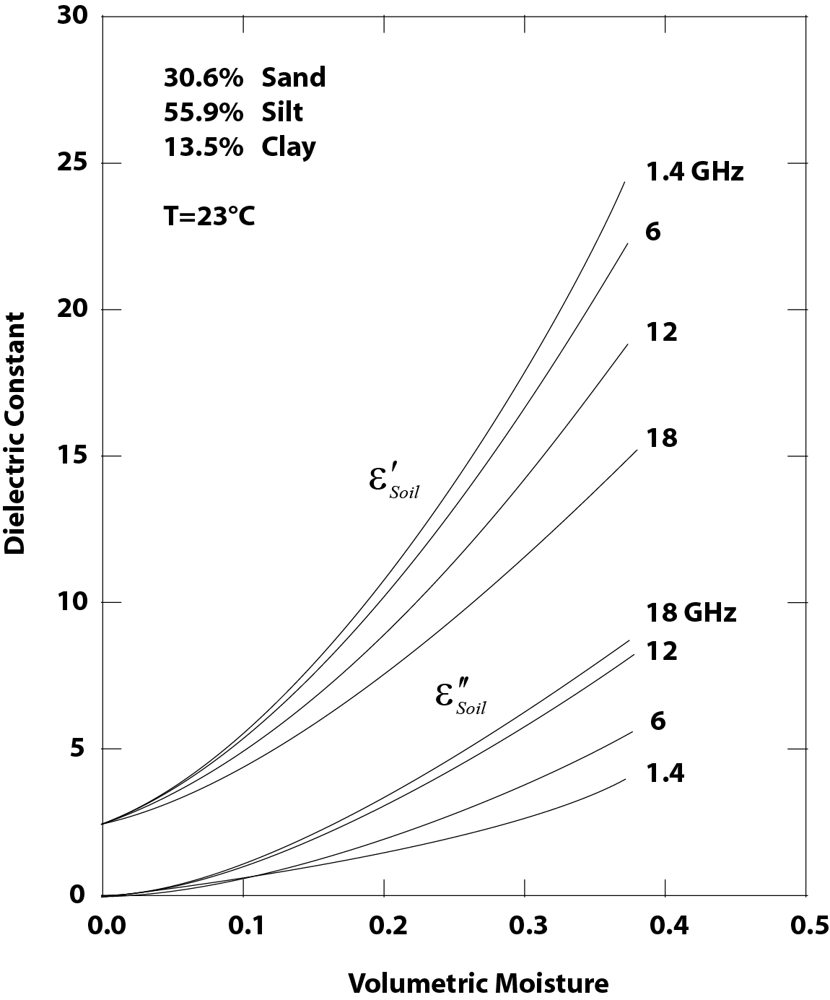 30
30.6% Sand
55.9% Silt
13.5% Clay
25
1.4 GHz
T=23°C
6
20
12
Dielectric Constant
15
18
ε′Soil
10
18 GHz
12
ε″Soil
6
5
1.4
0
0.0 0.1 0.2 0.3 0.4 0.5
Volumetric Moisture